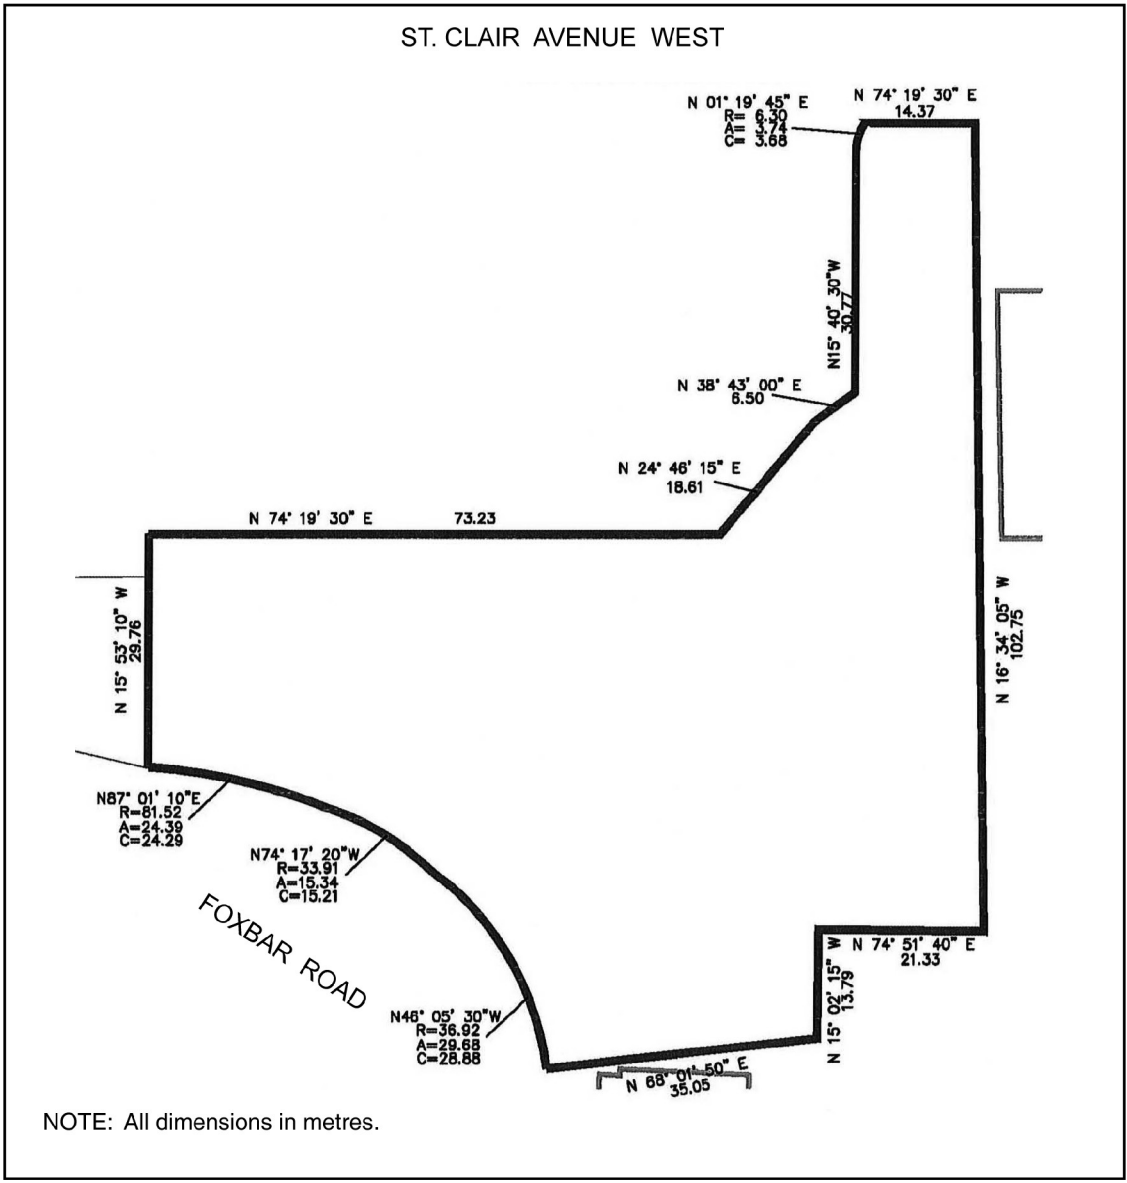 ST. CLAIR AVENUE WEST
N 01° 19' 45" E
R= 6.30
A= 3.74
C= 3.68
N 74° 19' 30" E
14.37
N15° 40' 30"W
30.77
N 38° 43' 00" E
6.50
N 24° 46' 15" E
18.61
N 74° 19' 30" E 73.23
N 15° 53' 10" W
29.76
N 16° 34' 05" W
102.75
N87° 01' 10"E
R=81.52
A=24.39
C=24.29
N74° 17' 20"W
R=33.91
A=15.34
C=15.21
FOXBAR ROAD
N46° 05' 30"W
R=36.92
A=29.68
C=28.88
N 74° 51' 40" E
21.33
N 15° 02' 15" W
13.79
N 68° 01' 50" E
35.05
NOTE: All dimensions in metres.